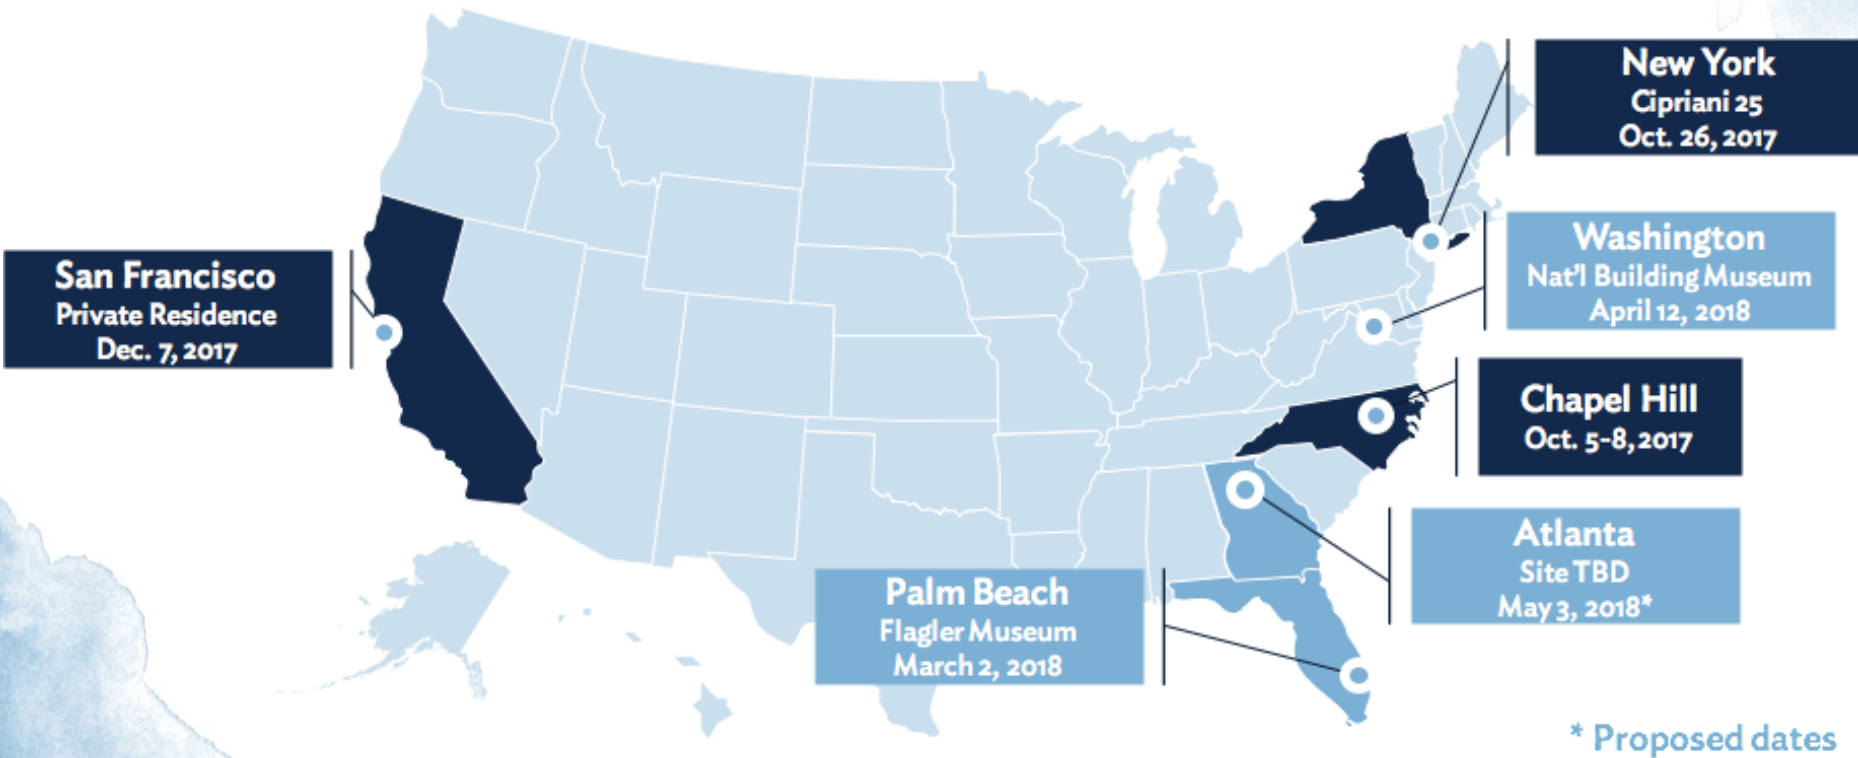 New York
Cipriani 25
Oct. 26, 2017
Washington
Nat'l Building Museum
April 12, 2018
San Francisco
Private Residence
Dec. 7, 2017
Chapel Hill
Oct. 5-8, 2017
Atlanta
Site TBD
May 3, 2018*
Palm Beach
Flagler Museum
March 2, 2018
* Proposed dates